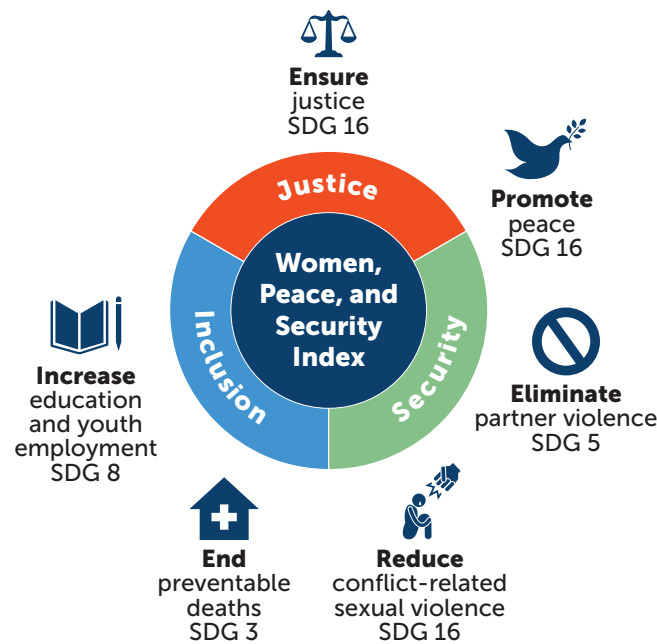 Ensure
justice
SDG 16
Promote
peace
SDG 16
Eliminate
partner violence
SDG 5
Reduce
conflict-related
sexual violence
SDG 16
End
preventable
deaths
SDG 3
Increase
education
and youth
employment
SDG 8
Justice
Security
Inclusion
Women,
Peace, and
Security
Index